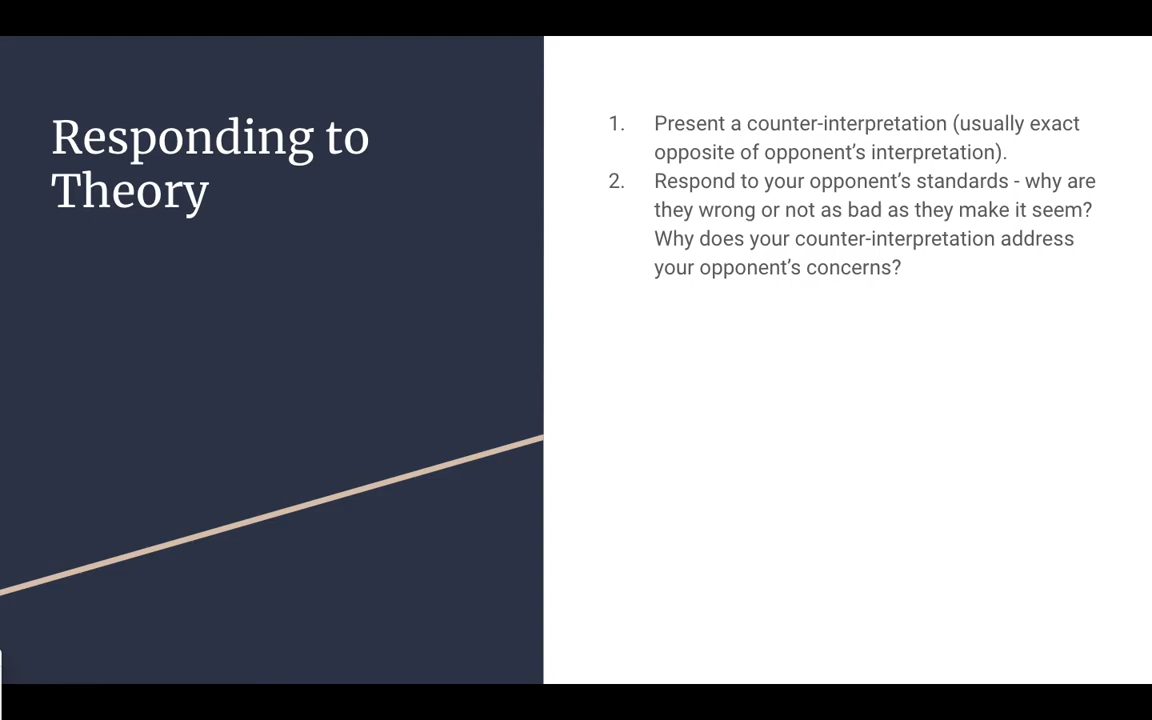 Responding to
Theory
1. Present a counter-interpretation (usually exact
opposite of opponent’s interpretation).
2. Respond to your opponent’s standards - why are
they wrong or not as bad as they make it seem?
Why does your counter-interpretation address
your opponent’s concerns?